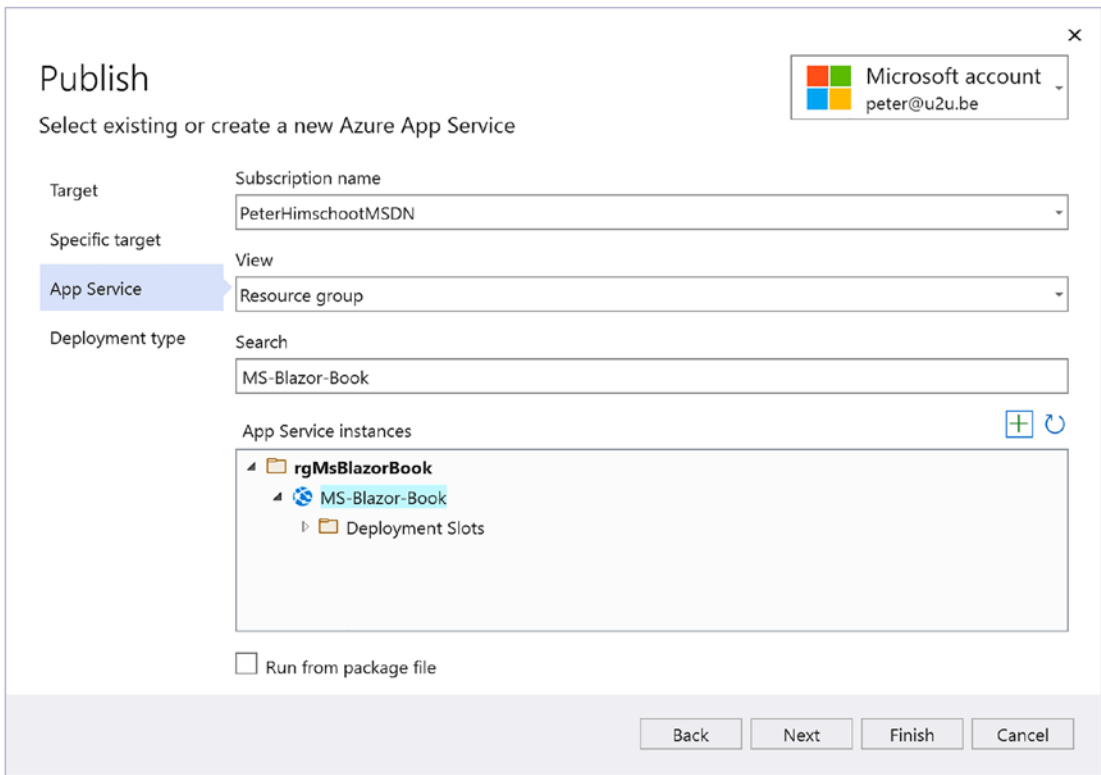 Publish
Microsoft account
peter@u2u.be
Select existing or create a new Azure App Service
Target
Specific target
App Service
Deployment type
Subscription name
PeterHimschootMSDN
View
Resource group
Search
MS-Blazor-Book
App Service instances
rgMsBlazorBook
MS-Blazor-Book
Deployment Slots
Run from package file
Back
Next
Finish
Cancel